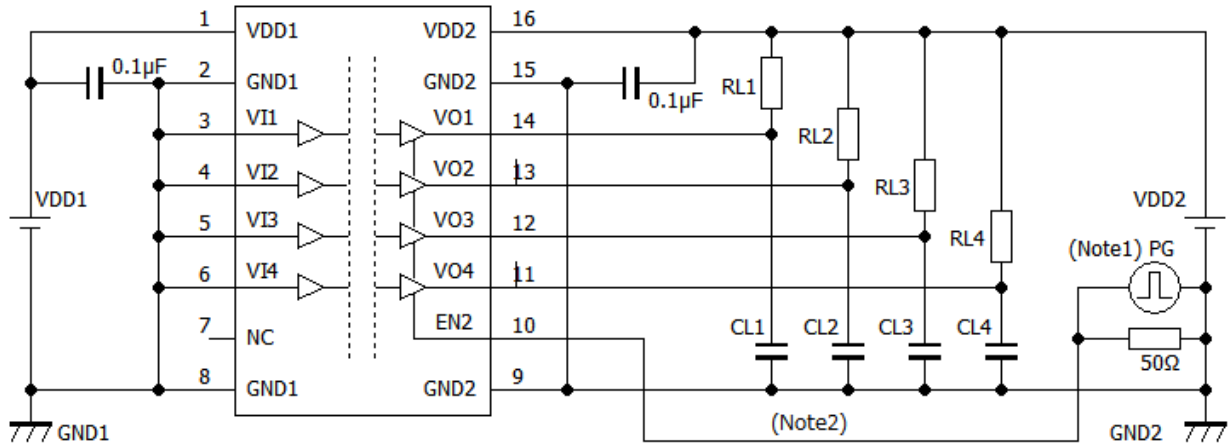 1 VDD1 VDD2 16
0.1μF 2 GND1 GND2 15 0.1μF RL1
3 VI1 VO1 14
4 VI2 VO2 13 RL2
VDD1 5 VI3 VO3 12 RL3 VDD2
6 VI4 VO4 11 RL4 (Note1) PG
7 NC EN2 10 CL1 CL2 CL3 CL4
50Ω
8 GND1 GND2 9
GND1 (Note2) GND2